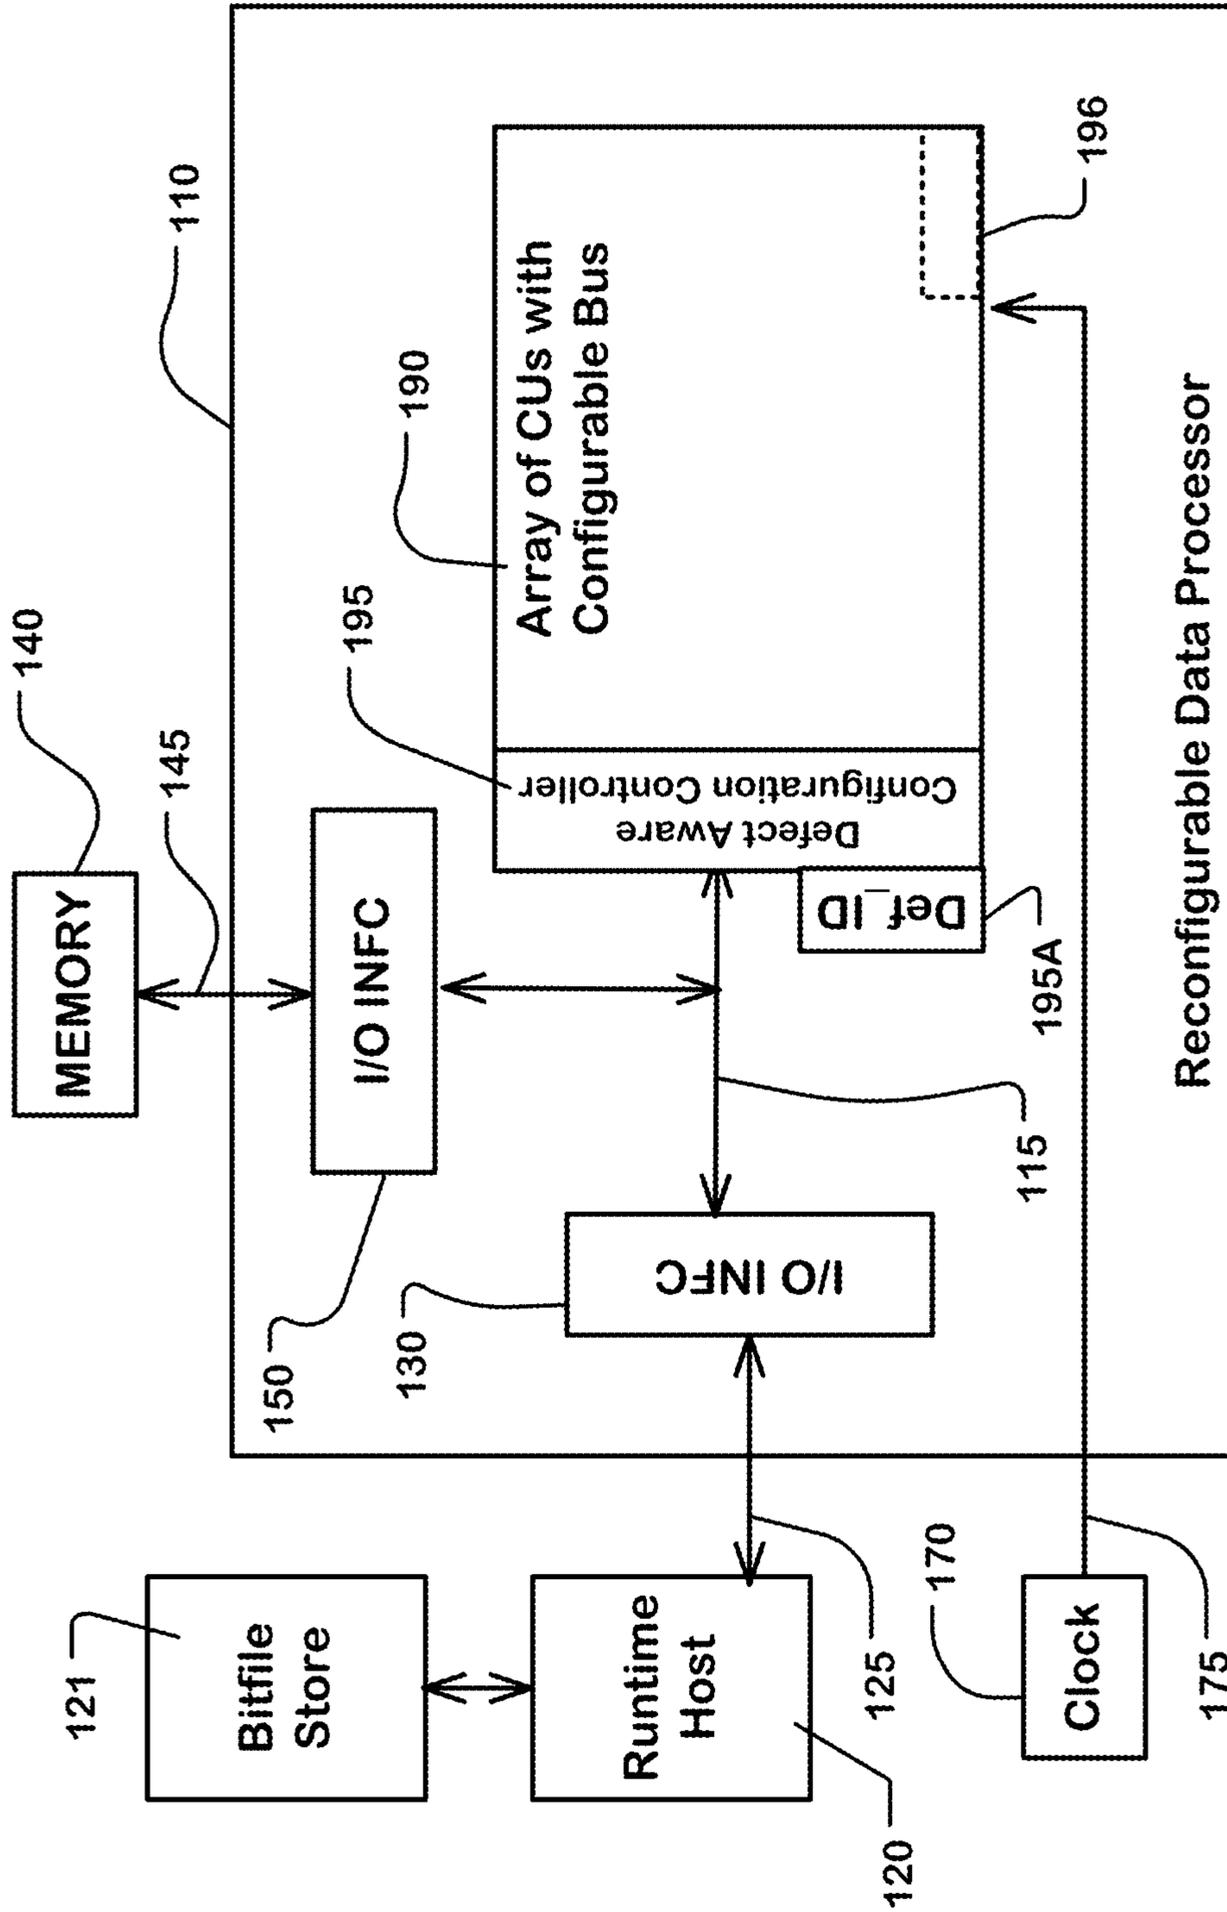 140
MEMORY
145
110
121
Bitfile
Store
150
I/O INFC
195
190
Array of CUs with
Configurable Bus
130
I/O INFC
Defect Aware
Configuration Controller
Runtime
Host
120
125
115
Def_ID
195A
196
170
Clock
175
Reconfigurable Data Processor